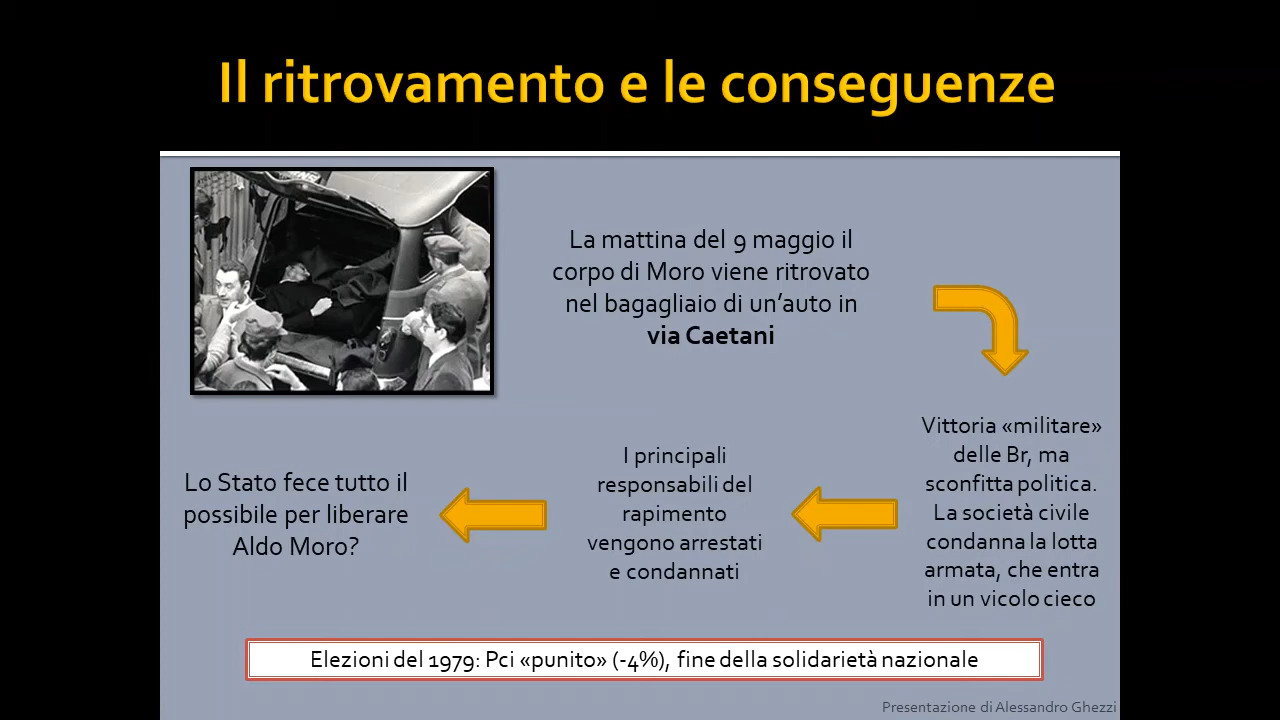 Il ritrovamento e le conseguenze
La mattina del 9 maggio il
corpo di Moro viene ritrovato
nel bagagliaio di un’auto in
via Caetani
Vittoria «militare»
delle Br, ma
sconfitta politica.
La società civile
condanna la lotta
armata, che entra
in un vicolo cieco
I principali
responsabili del
rapimento
vengono arrestati
e condannati
Lo Stato fece tutto il
possibile per liberare
Aldo Moro?
Elezioni del 1979: Pci «punito» (-4%), fine della solidarietà nazionale
Presentazione di Alessandro Ghezzi